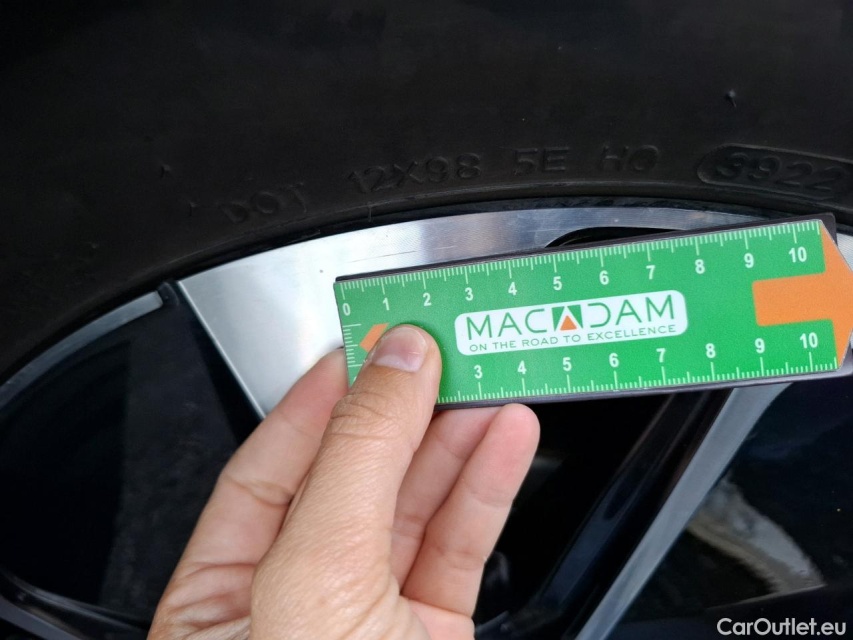 DOT 12X98 5E H0 3922
0 1 2 3 4 5 6 7 8 9 10
MACADAM
ON THE ROAD TO EXCELLENCE
3 4 5 6 7 8 9 10
CarOutlet.eu